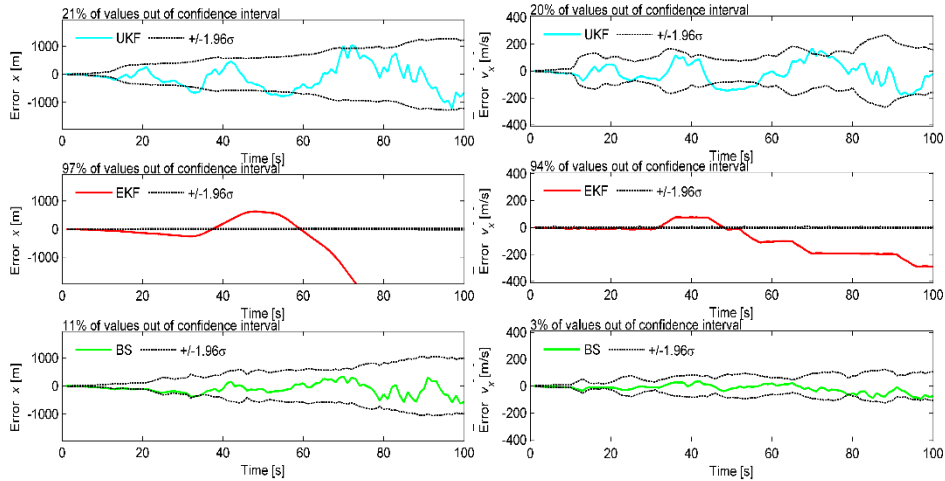 21% of values out of confidence interval
UKF +/-1.96σ
1000
0
-1000
Error x [m]
0 20 40 60 80 100
Time [s]
20% of values out of confidence interval
UKF +/-1.96σ
400
200
0
-200
-400
Error v_x [m/s]
0 20 40 60 80 100
Time [s]
97% of values out of confidence interval
EKF +/-1.96σ
1000
0
-1000
Error x [m]
0 20 40 60 80 100
Time [s]
94% of values out of confidence interval
EKF +/-1.96σ
400
200
0
-200
-400
Error v_x [m/s]
0 20 40 60 80 100
Time [s]
11% of values out of confidence interval
BS +/-1.96σ
1000
0
-1000
Error x [m]
0 20 40 60 80 100
Time [s]
3% of values out of confidence interval
BS +/-1.96σ
400
200
0
-200
-400
Error v_x [m/s]
0 20 40 60 80 100
Time [s]